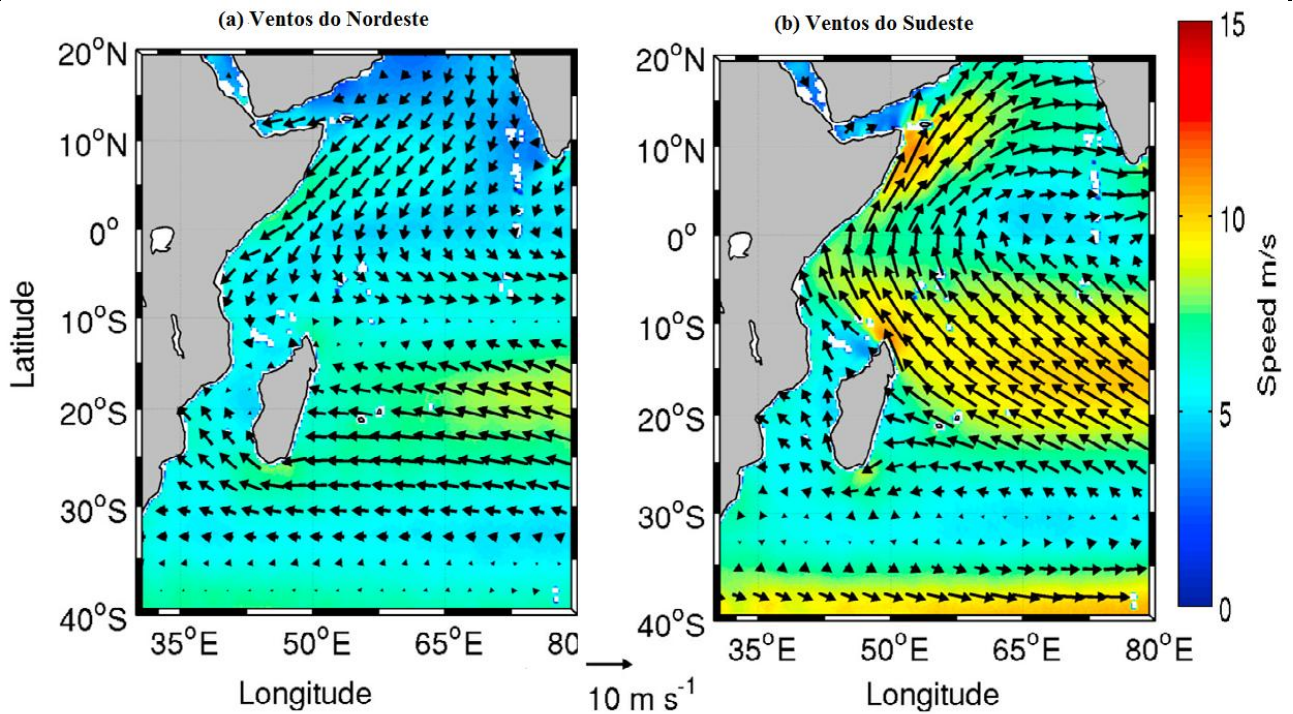 (a) Ventos do Nordeste
(b) Ventos do Sudeste
20°N
10°N
0°
10°S
20°S
30°S
40°S
Latitude
35°E
50°E
65°E
80
Longitude
10 m s⁻¹
20°N
10°N
0°
10°S
20°S
30°S
40°S
35°E
50°E
65°E
80°E
Longitude
15
10
5
0
Speed m/s